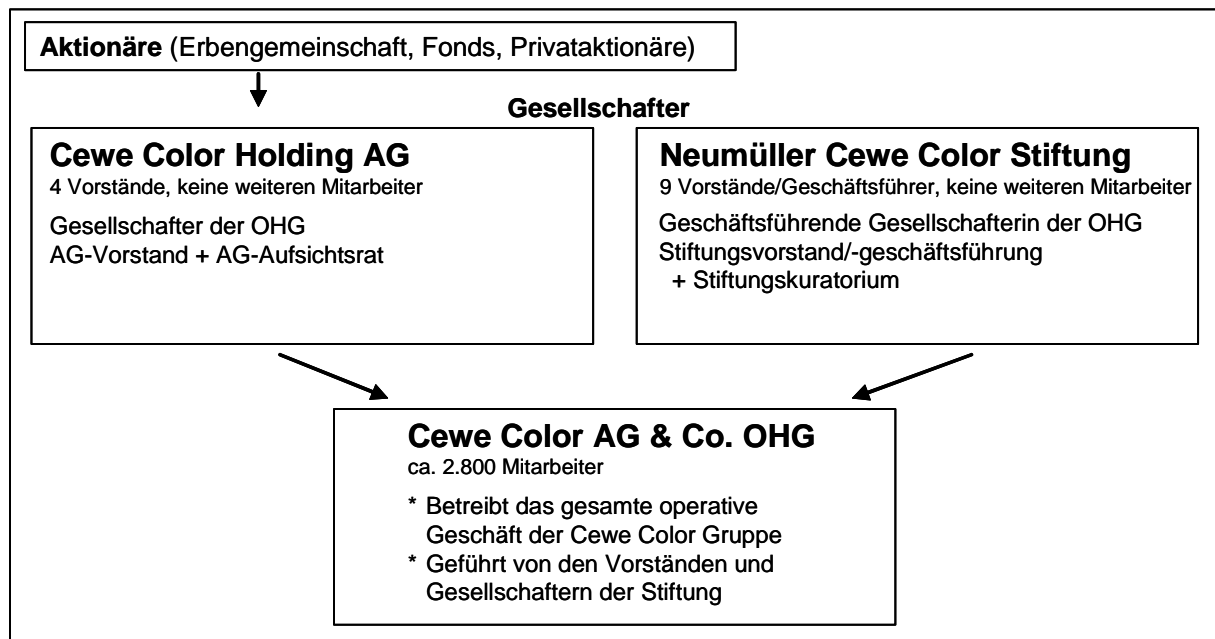 Aktionäre (Erbengemeinschaft, Fonds, Privataktionäre)
Gesellschafter
Cewe Color Holding AG
4 Vorstände, keine weiteren Mitarbeiter
Gesellschafter der OHG
AG-Vorstand + AG-Aufsichtsrat
Neumüller Cewe Color Stiftung
9 Vorstände/Geschäftsführer, keine weiteren Mitarbeiter
Geschäftsführende Gesellschafterin der OHG
Stiftungsvorstand/-geschäftsführung
+ Stiftungskuratorium
Cewe Color AG & Co. OHG
ca. 2.800 Mitarbeiter
* Betreibt das gesamte operative
Geschäft der Cewe Color Gruppe
* Geführt von den Vorständen und
Gesellschaftern der Stiftung